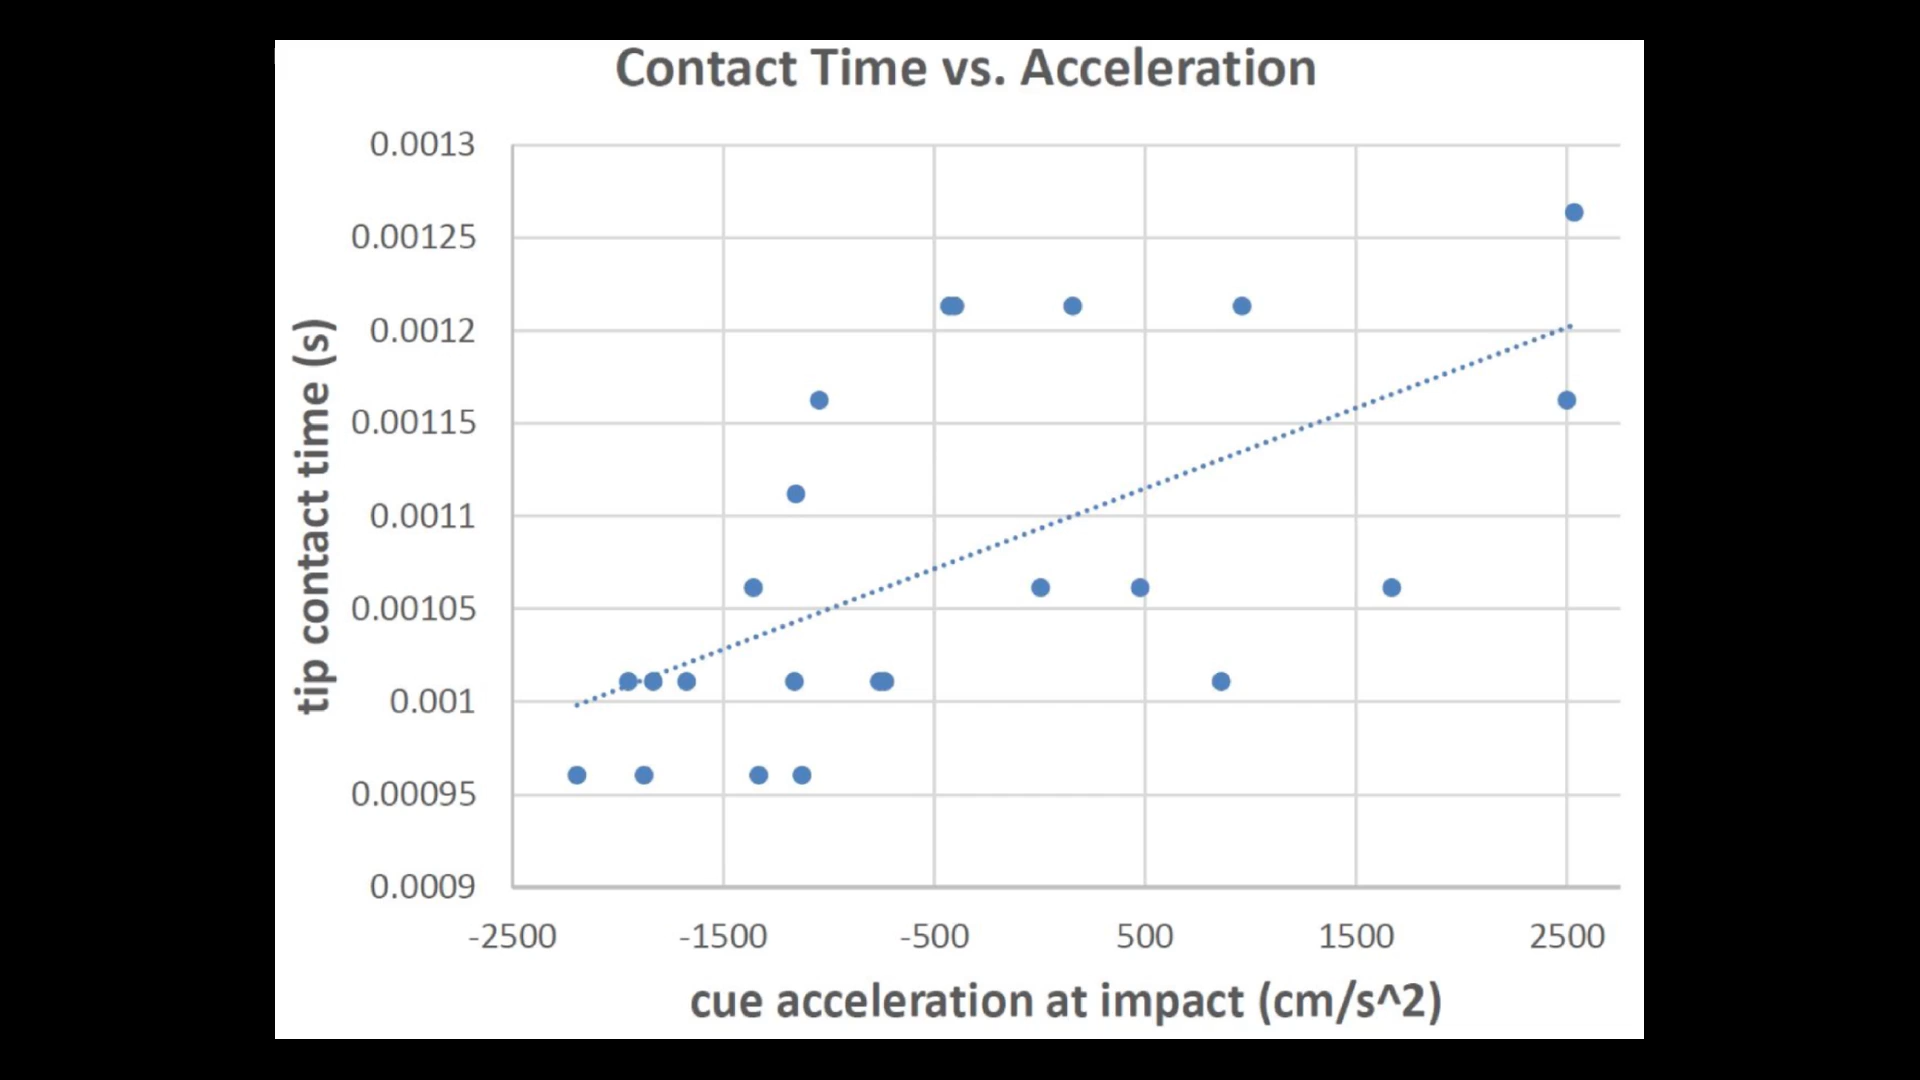 Contact Time vs. Acceleration
0.0013
0.00125
0.0012
0.00115
0.0011
0.00105
0.001
0.00095
0.0009
tip contact time (s)
-2500 -1500 -500 500 1500 2500
cue acceleration at impact (cm/s^2)